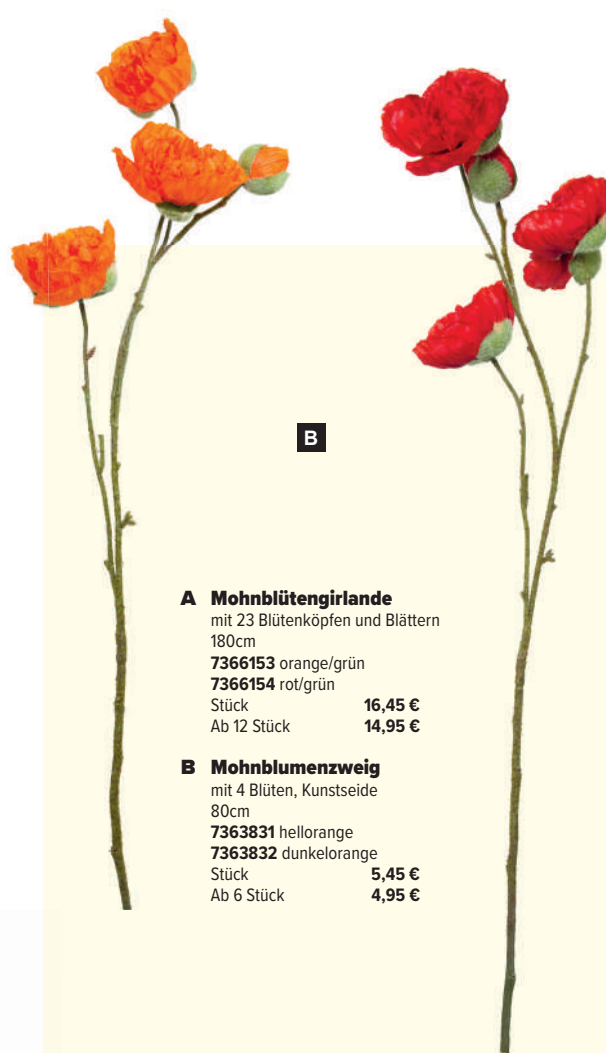 B
A Mohnblütengirlande
mit 23 Blütenköpfen und Blättern
180cm
7366153 orange/grün
7366154 rot/grün
Stück 16,45 €
Ab 12 Stück 14,95 €
B Mohnblumenzweig
mit 4 Blüten, Kunstseide
80cm
7363831 hellorange
7363832 dunkelorange
Stück 5,45 €
Ab 6 Stück 4,95 €